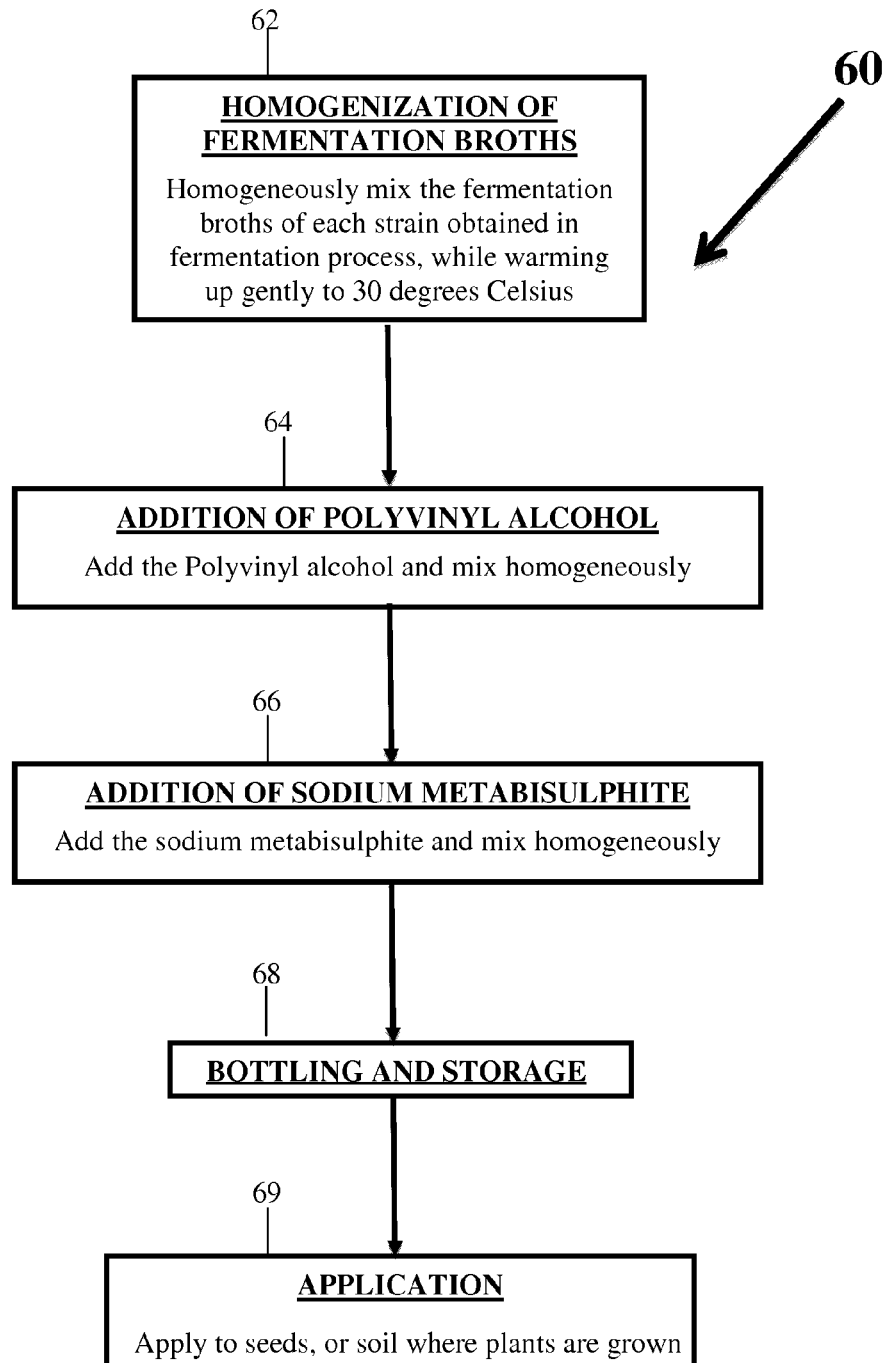 62
60
HOMOGENIZATION OF
FERMENTATION BROTHS
Homogeneously mix the fermentation
broths of each strain obtained in
fermentation process, while warming
up gently to 30 degrees Celsius
64
ADDITION OF POLYVINYL ALCOHOL
Add the Polyvinyl alcohol and mix homogeneously
66
ADDITION OF SODIUM METABISULPHITE
Add the sodium metabisulphite and mix homogeneously
68
BOTTLING AND STORAGE
69
APPLICATION
Apply to seeds, or soil where plants are grown